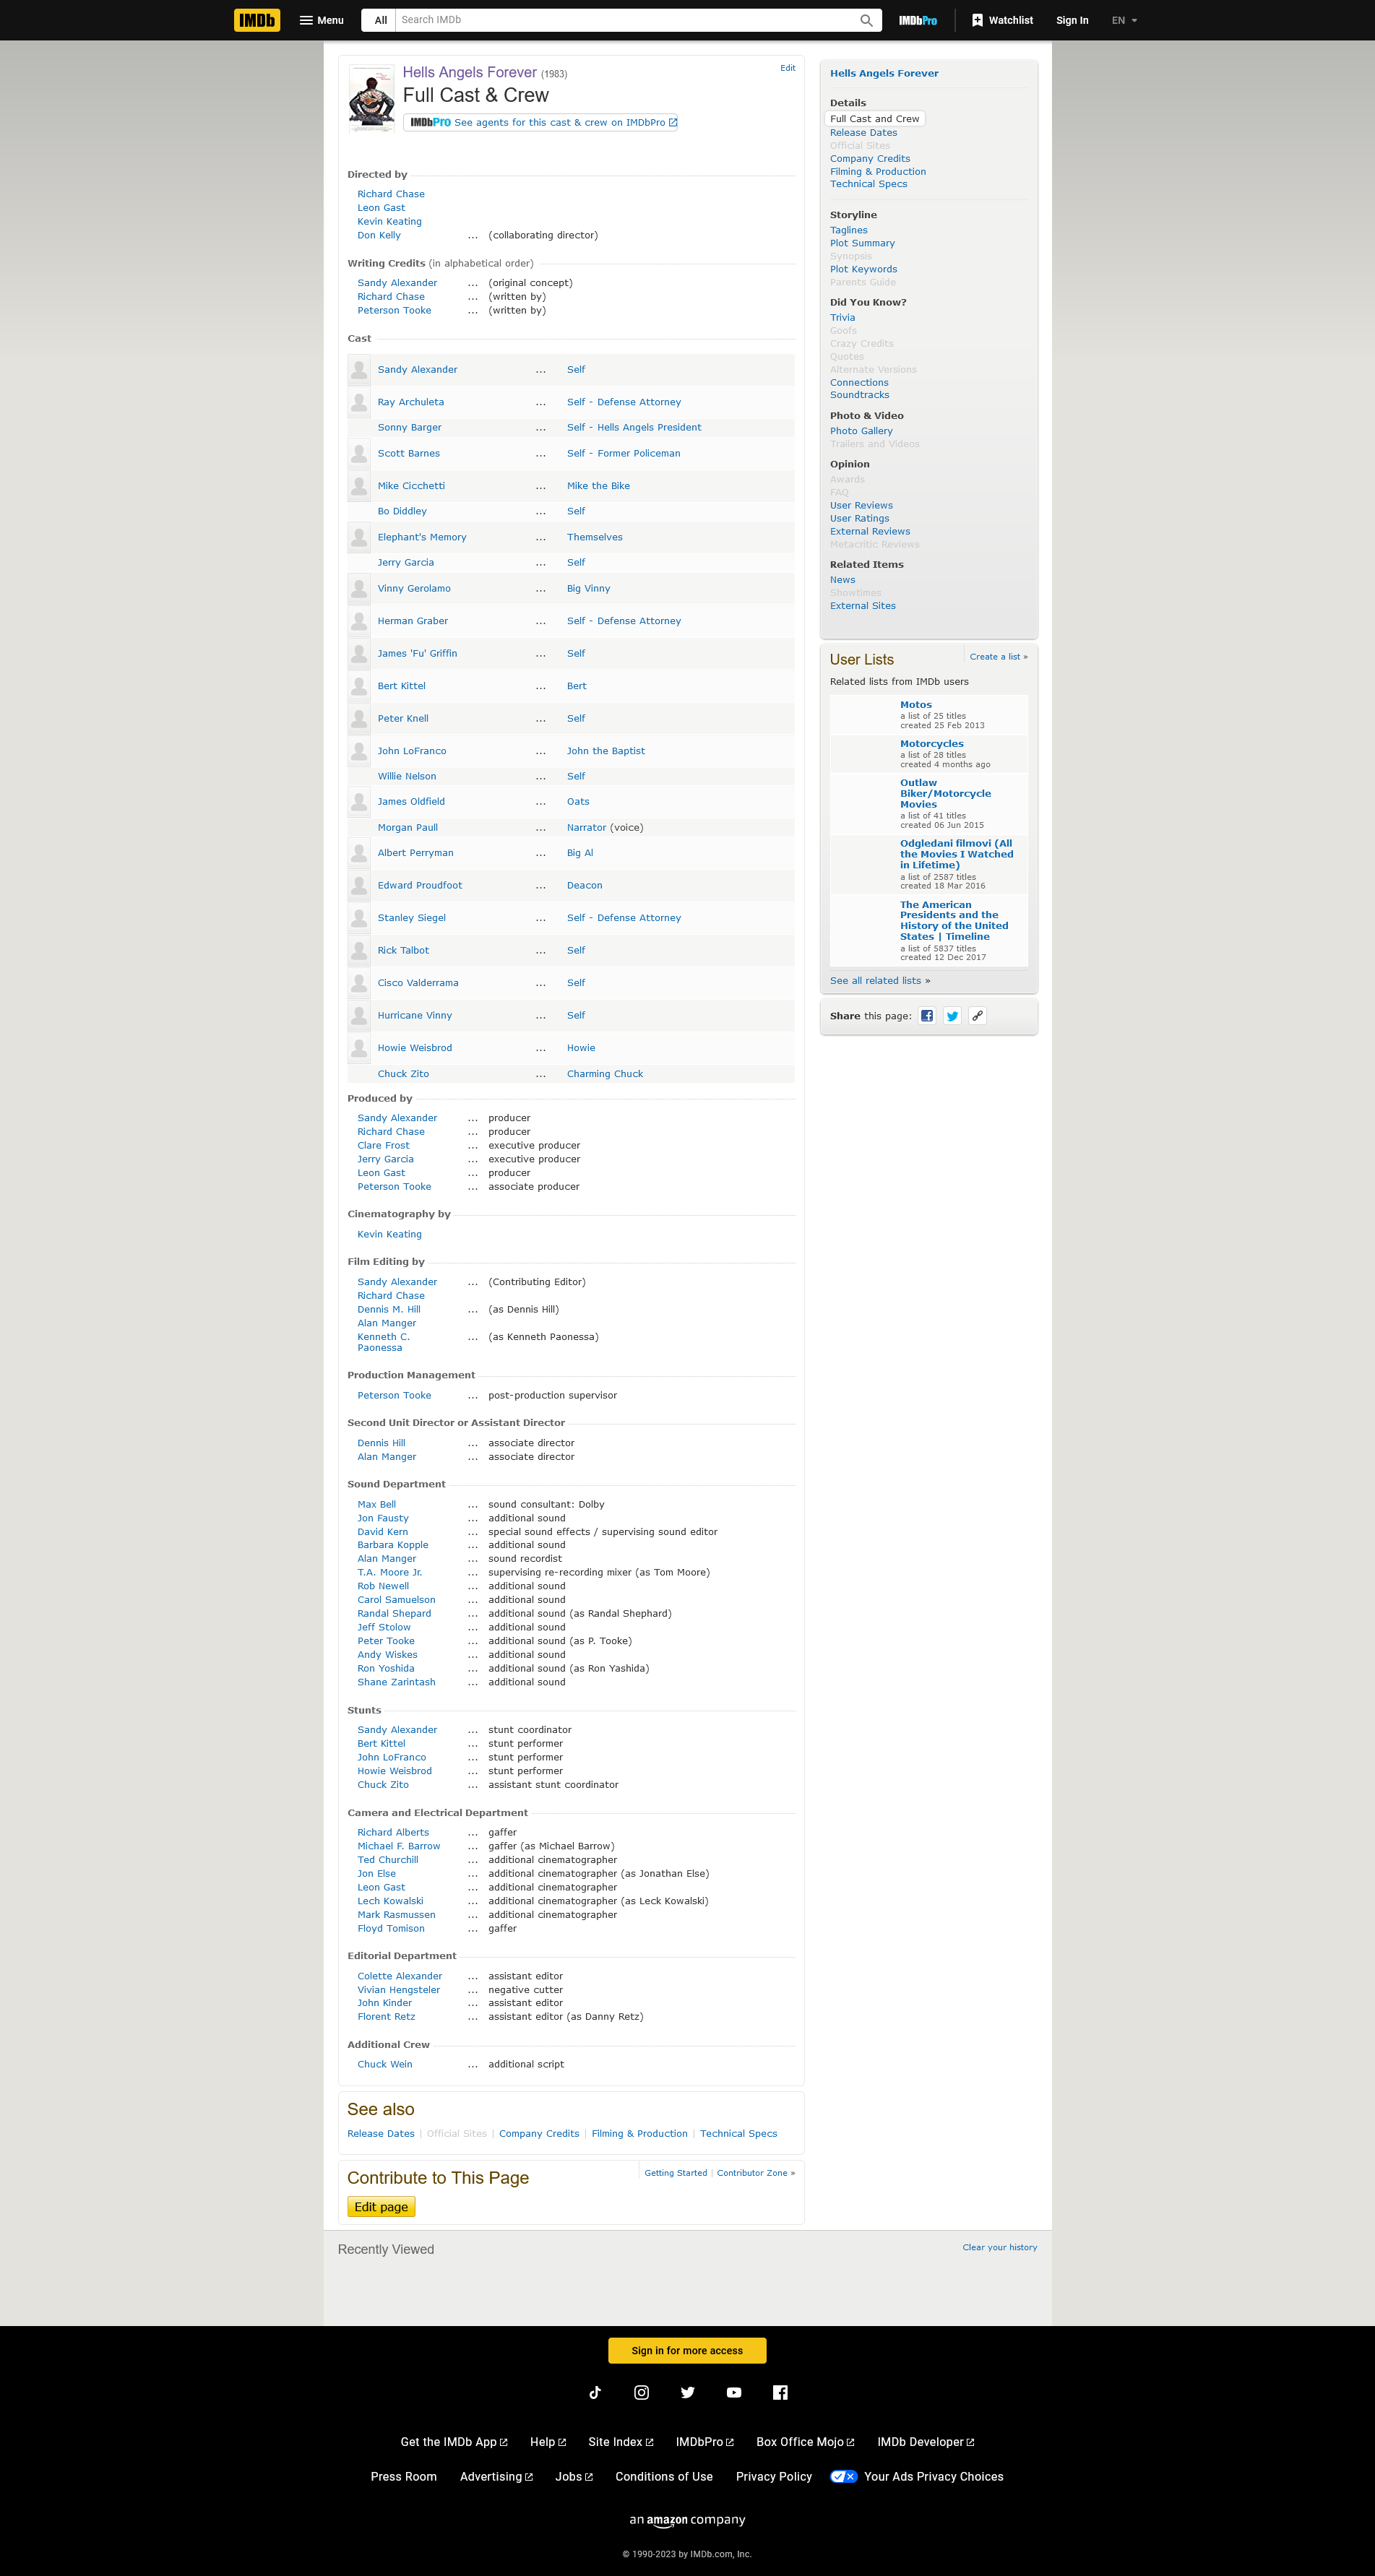 IMDb
Menu
All
Search IMDb
IMDbPro
Watchlist
Sign In
EN
Hells Angels Forever (1983)
Edit
Full Cast & Crew
IMDbPro See agents for this cast & crew on IMDbPro
Directed by
Richard Chase
Leon Gast
Kevin Keating
Don Kelly ... (collaborating director)
Writing Credits (in alphabetical order)
Sandy Alexander ... (original concept)
Richard Chase ... (written by)
Peterson Tooke ... (written by)
Cast
Sandy Alexander ... Self
Ray Archuleta ... Self - Defense Attorney
Sonny Barger ... Self - Hells Angels President
Scott Barnes ... Self - Former Policeman
Mike Cicchetti ... Mike the Bike
Bo Diddley ... Self
Elephant's Memory ... Themselves
Jerry Garcia ... Self
Vinny Gerolamo ... Big Vinny
Herman Graber ... Self - Defense Attorney
James 'Fu' Griffin ... Self
Bert Kittel ... Bert
Peter Knell ... Self
John LoFranco ... John the Baptist
Willie Nelson ... Self
James Oldfield ... Oats
Morgan Paull ... Narrator (voice)
Albert Perryman ... Big Al
Edward Proudfoot ... Deacon
Stanley Siegel ... Self - Defense Attorney
Rick Talbot ... Self
Cisco Valderrama ... Self
Hurricane Vinny ... Self
Howie Weisbrod ... Howie
Chuck Zito ... Charming Chuck
Produced by
Sandy Alexander ... producer
Richard Chase ... producer
Clare Frost ... executive producer
Jerry Garcia ... executive producer
Leon Gast ... producer
Peterson Tooke ... associate producer
Cinematography by
Kevin Keating
Film Editing by
Sandy Alexander ... (Contributing Editor)
Richard Chase
Dennis M. Hill ... (as Dennis Hill)
Alan Manger
Kenneth C. ... (as Kenneth Paonessa)
Paonessa
Production Management
Peterson Tooke ... post-production supervisor
Second Unit Director or Assistant Director
Dennis Hill ... associate director
Alan Manger ... associate director
Sound Department
Max Bell ... sound consultant: Dolby
Jon Fausty ... additional sound
David Kern ... special sound effects / supervising sound editor
Barbara Kopple ... additional sound
Alan Manger ... sound recordist
T.A. Moore Jr. ... supervising re-recording mixer (as Tom Moore)
Rob Newell ... additional sound
Carol Samuelson ... additional sound
Randal Shepard ... additional sound (as Randal Shephard)
Jeff Stolow ... additional sound
Peter Tooke ... additional sound (as P. Tooke)
Andy Wiskes ... additional sound
Ron Yoshida ... additional sound (as Ron Yashida)
Shane Zarintash ... additional sound
Stunts
Sandy Alexander ... stunt coordinator
Bert Kittel ... stunt performer
John LoFranco ... stunt performer
Howie Weisbrod ... stunt performer
Chuck Zito ... assistant stunt coordinator
Camera and Electrical Department
Richard Alberts ... gaffer
Michael F. Barrow ... gaffer (as Michael Barrow)
Ted Churchill ... additional cinematographer
Jon Else ... additional cinematographer (as Jonathan Else)
Leon Gast ... additional cinematographer
Lech Kowalski ... additional cinematographer (as Leck Kowalski)
Mark Rasmussen ... additional cinematographer
Floyd Tomison ... gaffer
Editorial Department
Colette Alexander ... assistant editor
Vivian Hengsteler ... negative cutter
John Kinder ... assistant editor
Florent Retz ... assistant editor (as Danny Retz)
Additional Crew
Chuck Wein ... additional script
See also
Release Dates | Official Sites | Company Credits | Filming & Production | Technical Specs
Contribute to This Page
Getting Started | Contributor Zone »
Edit page
Hells Angels Forever
Details
Full Cast and Crew
Release Dates
Official Sites
Company Credits
Filming & Production
Technical Specs
Storyline
Taglines
Plot Summary
Synopsis
Plot Keywords
Parents Guide
Did You Know?
Trivia
Goofs
Crazy Credits
Quotes
Alternate Versions
Connections
Soundtracks
Photo & Video
Photo Gallery
Trailers and Videos
Opinion
Awards
FAQ
User Reviews
User Ratings
External Reviews
Metacritic Reviews
Related Items
News
Showtimes
External Sites
User Lists
Create a list »
Related lists from IMDb users
Motos
a list of 25 titles
created 25 Feb 2013
Motorcycles
a list of 28 titles
created 4 months ago
Outlaw
Biker/Motorcycle
Movies
a list of 41 titles
created 06 Jun 2015
Odgledani filmovi (All
the Movies I Watched
in Lifetime)
a list of 2587 titles
created 18 Mar 2016
The American
Presidents and the
History of the United
States | Timeline
a list of 5837 titles
created 12 Dec 2017
See all related lists »
Share this page:
Recently Viewed
Clear your history
Sign in for more access
Get the IMDb App
Help
Site Index
IMDbPro
Box Office Mojo
IMDb Developer
Press Room
Advertising
Jobs
Conditions of Use
Privacy Policy
Your Ads Privacy Choices
an amazon company
© 1990-2023 by IMDb.com, Inc.